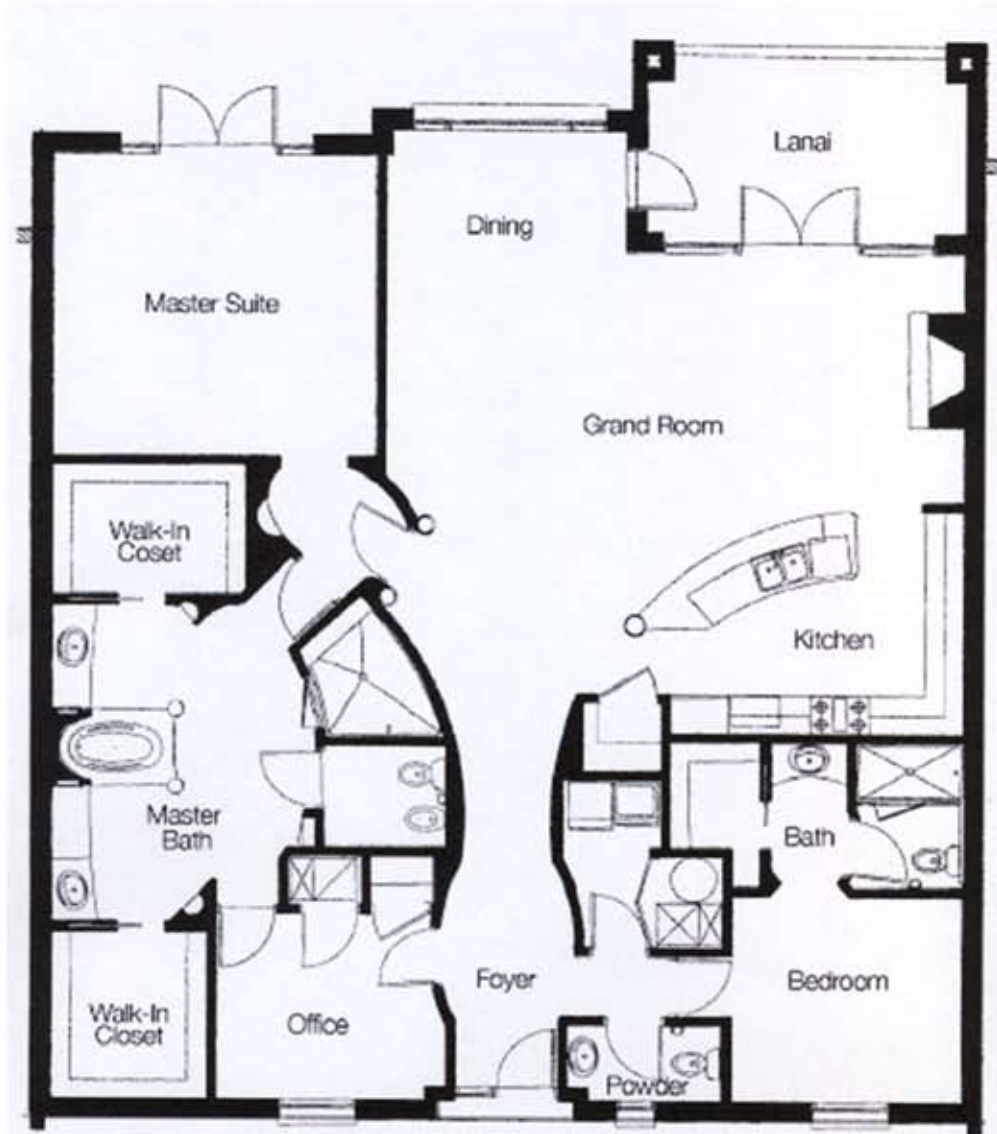 Lanai
Dining
Master Suite
Grand Room
Walk-In
Coset
Kitchen
Master
Bath
Bath
Foyer
Bedroom
Walk-In
Closet
Office
Powder